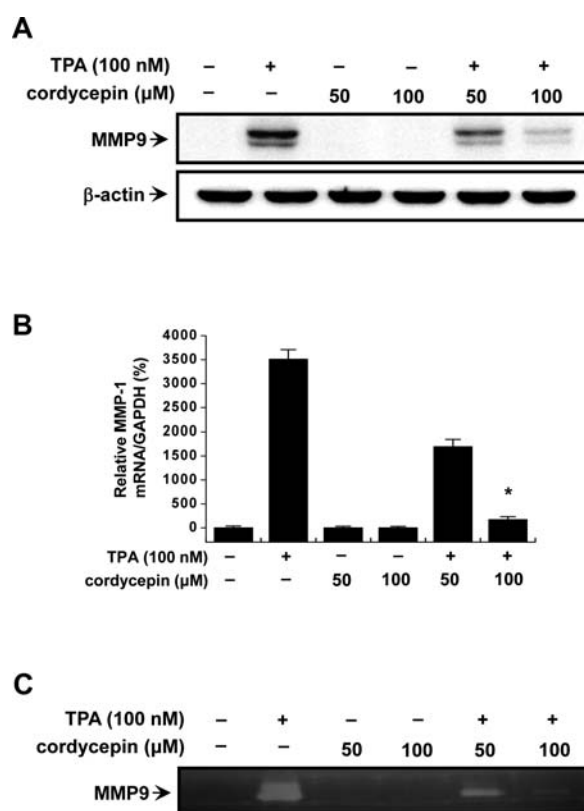 A
TPA (100 nM) – + – – + +
cordycepin (µM) – – 50 100 50 100
MMP9
β-actin
B
Relative MMP-1
mRNA/GAPDH (%)
4000
3500
3000
2500
2000
1500
1000
500
0
*
TPA (100 nM) – + – – + +
cordycepin (µM) – – 50 100 50 100
C
TPA (100 nM) – + – – + +
cordycepin (µM) – – 50 100 50 100
MMP9